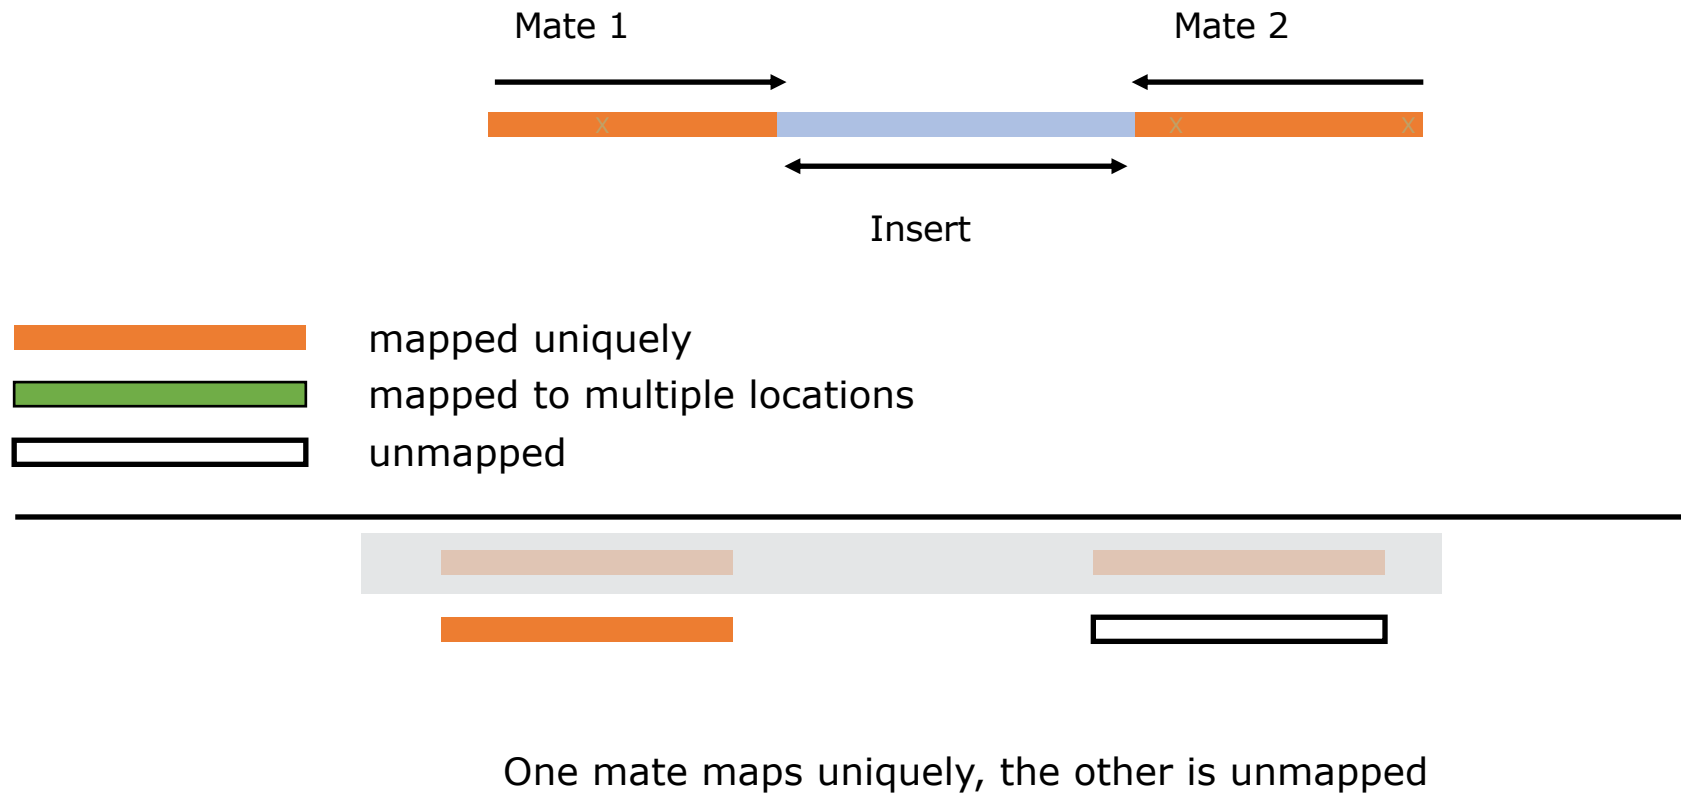 Mate 1
Mate 2
x
x
x
Insert
mapped uniquely
mapped to multiple locations
unmapped
One mate maps uniquely, the other is unmapped